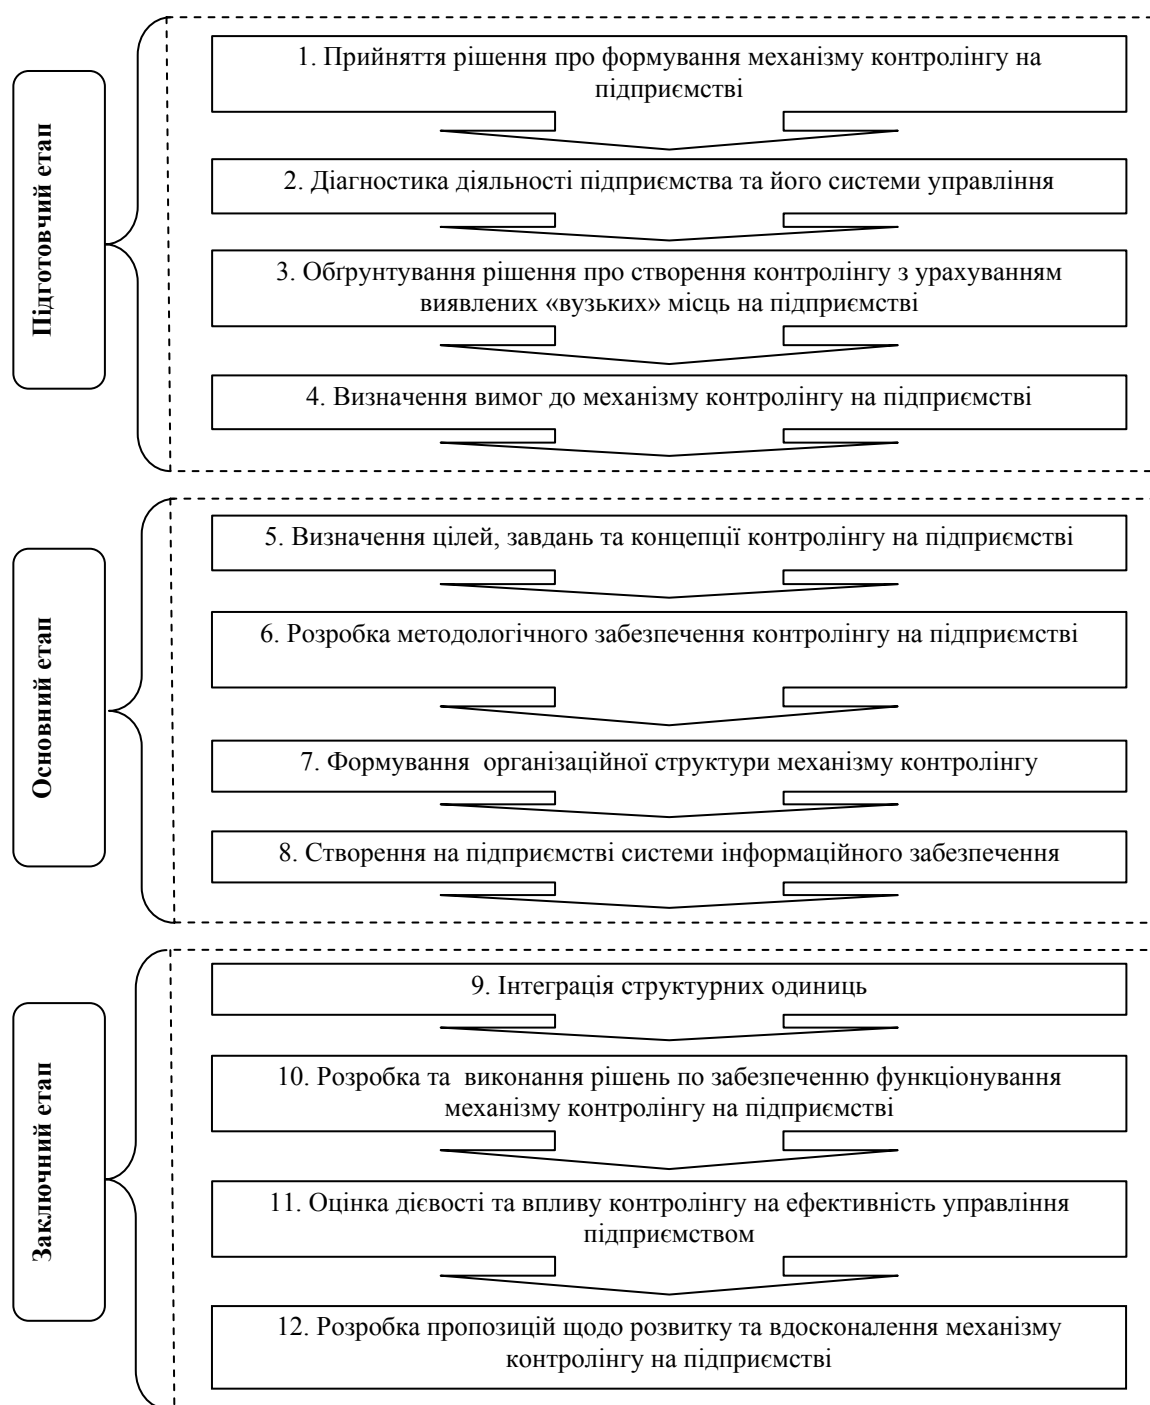 Підготовчий етап
1. Прийняття рішення про формування механізму контролінгу на
підприємстві
2. Діагностика діяльності підприємства та його системи управління
3. Обґрунтування рішення про створення контролінгу з урахуванням
виявлених «вузьких» місць на підприємстві
4. Визначення вимог до механізму контролінгу на підприємстві
Основний етап
5. Визначення цілей, завдань та концепції контролінгу на підприємстві
6. Розробка методологічного забезпечення контролінгу на підприємстві
7. Формування  організаційної структури механізму контролінгу
8. Створення на підприємстві системи інформаційного забезпечення
Заключний етап
9. Інтеграція структурних одиниць
10. Розробка та  виконання рішень по забезпеченню функціонування
механізму контролінгу на підприємстві
11. Оцінка дієвості та впливу контролінгу на ефективність управління
підприємством
12. Розробка пропозицій щодо розвитку та вдосконалення механізму
контролінгу на підприємстві